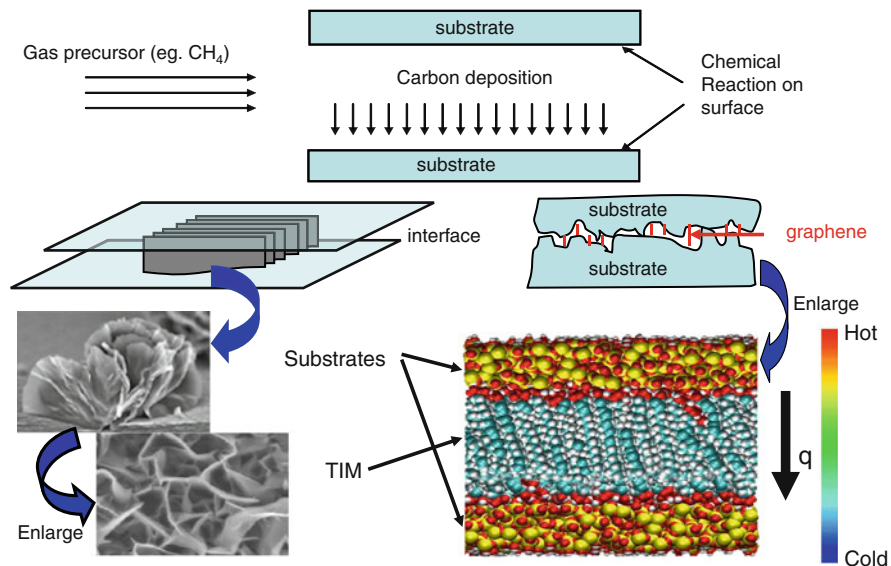 substrate
Gas precursor (eg. CH₄)
Carbon deposition
Chemical
Reaction on
surface
substrate
interface
substrate
graphene
substrate
Enlarge
Hot
Substrates
TIM
q
Enlarge
Cold